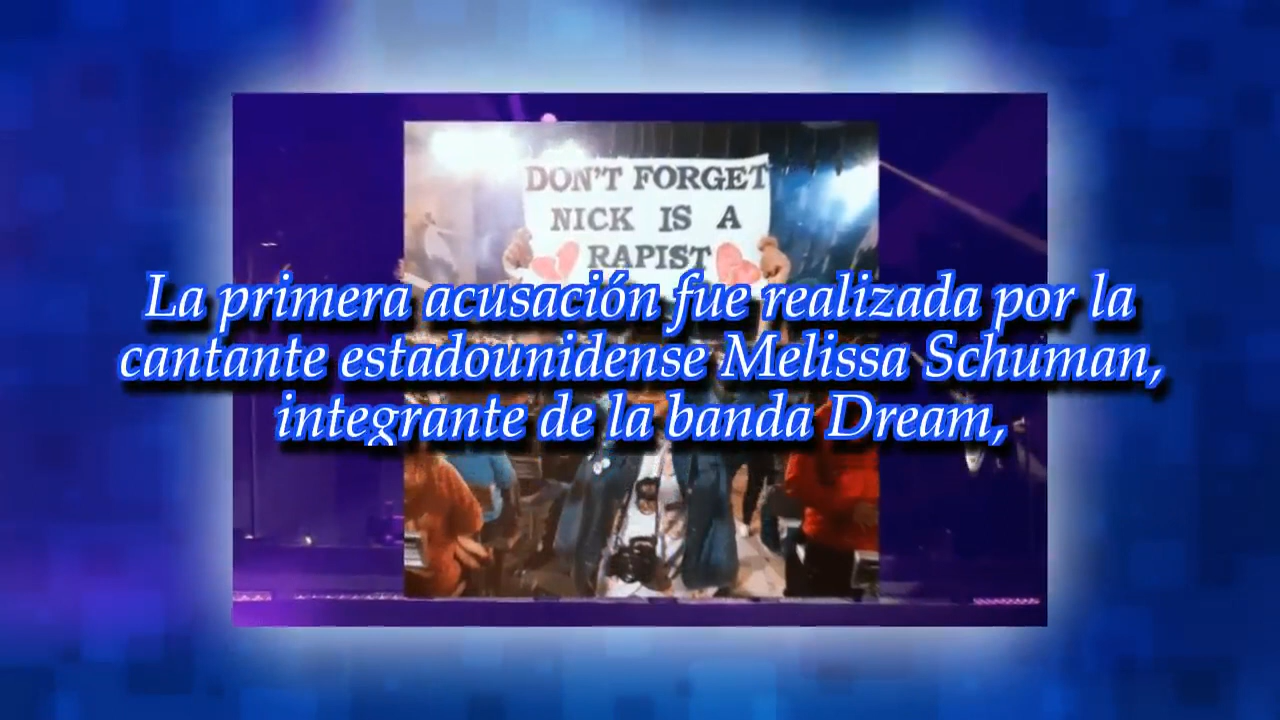 DON'T FORGET
NICK IS A
RAPIST
La primera acusación fue realizada por la
cantante estadounidense Melissa Schuman,
integrante de la banda Dream,